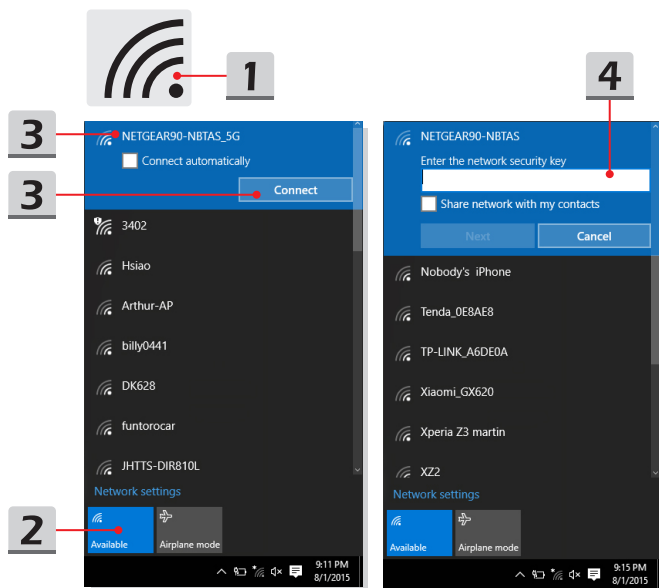 1
4
3
NETGEAR90-NBTAS_5G
Connect automatically
3
Connect
3402
Hsiao
Arthur-AP
billy0441
DK628
funtorocar
JHTTS-DIR810L
Network settings
2
Available
Airplane mode
9:11 PM
8/1/2015
NETGEAR90-NBTAS
Enter the network security key
Share network with my contacts
Next
Cancel
Nobody's iPhone
Tenda_0E8AE8
TP-LINK_A6DE0A
Xiaomi_GX620
Xperia Z3 martin
XZ2
Network settings
Available
Airplane mode
9:15 PM
8/1/2015